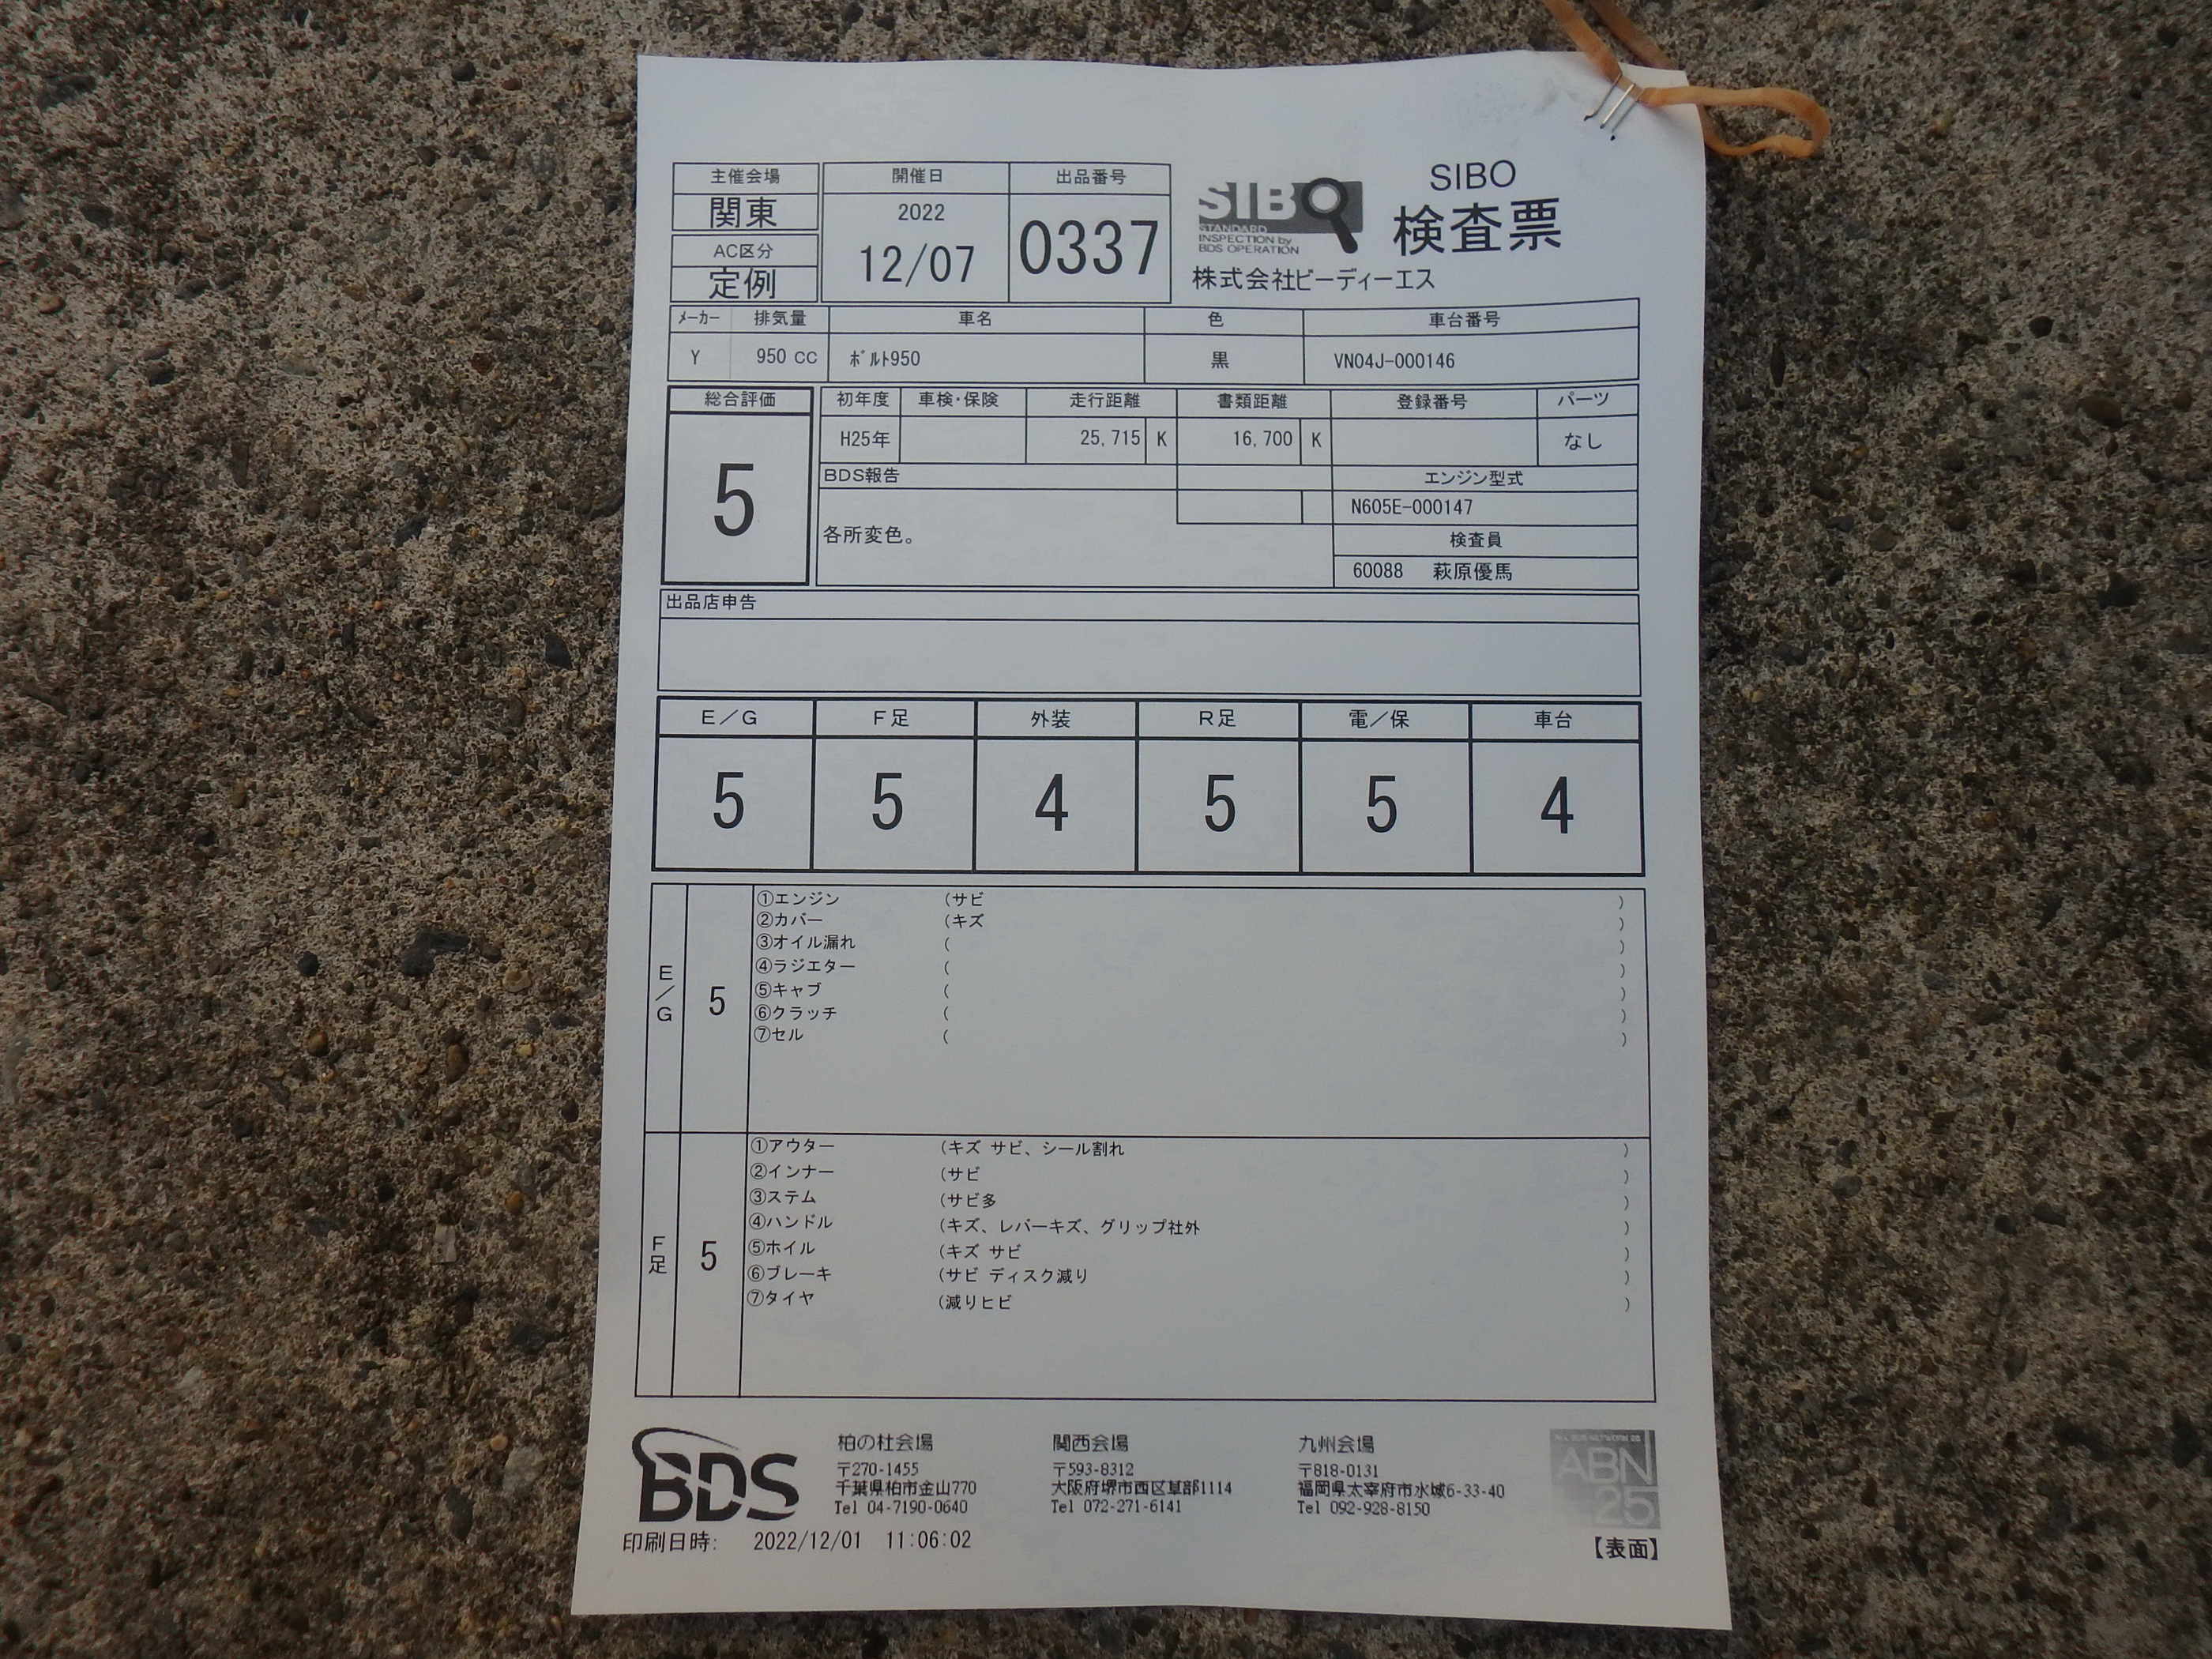 主催会場 開催日 出品番号
関東 2022 12/07 0337
AC区分
定例
SIBO
STANDARD
INSPECTION by
BDS OPERATION
SIBO
検査票
株式会社ビーディーエス
メーカー 排気量 車名 色 車台番号
Y 950 CC ボルト950 黒 VN04J-000146
総合評価 初年度 車検・保険 走行距離 書類距離 登録番号 パーツ
5 H25年 25,715 K 16,700 K なし
BDS報告 エンジン型式
N605E-000147
各所変色。 検査員
60088 萩原優馬
出品店申告
E/G F足 外装 R足 電/保 車台
5 5 4 5 5 4
E/G 5
①エンジン (サビ )
②カバー (キズ )
③オイル漏れ ( )
④ラジエター ( )
⑤キャブ ( )
⑥クラッチ ( )
⑦セル ( )
F足 5
①アウター (キズ サビ、シール割れ )
②インナー (サビ )
③ステム (サビ多 )
④ハンドル (キズ、レバーキズ、グリップ社外 )
⑤ホイル (キズ サビ )
⑥ブレーキ (サビ ディスク減り )
⑦タイヤ (減りヒビ )
BDS
柏の杜会場 関西会場 九州会場
〒270-1455 〒593-8312 〒818-0131
千葉県柏市金山770 大阪府堺市西区草部1114 福岡県太宰府市水城6-33-40
Tel 04-7190-0640 Tel 072-271-6141 Tel 092-928-8150
ABN
25
印刷日時: 2022/12/01 11:06:02 【表面】